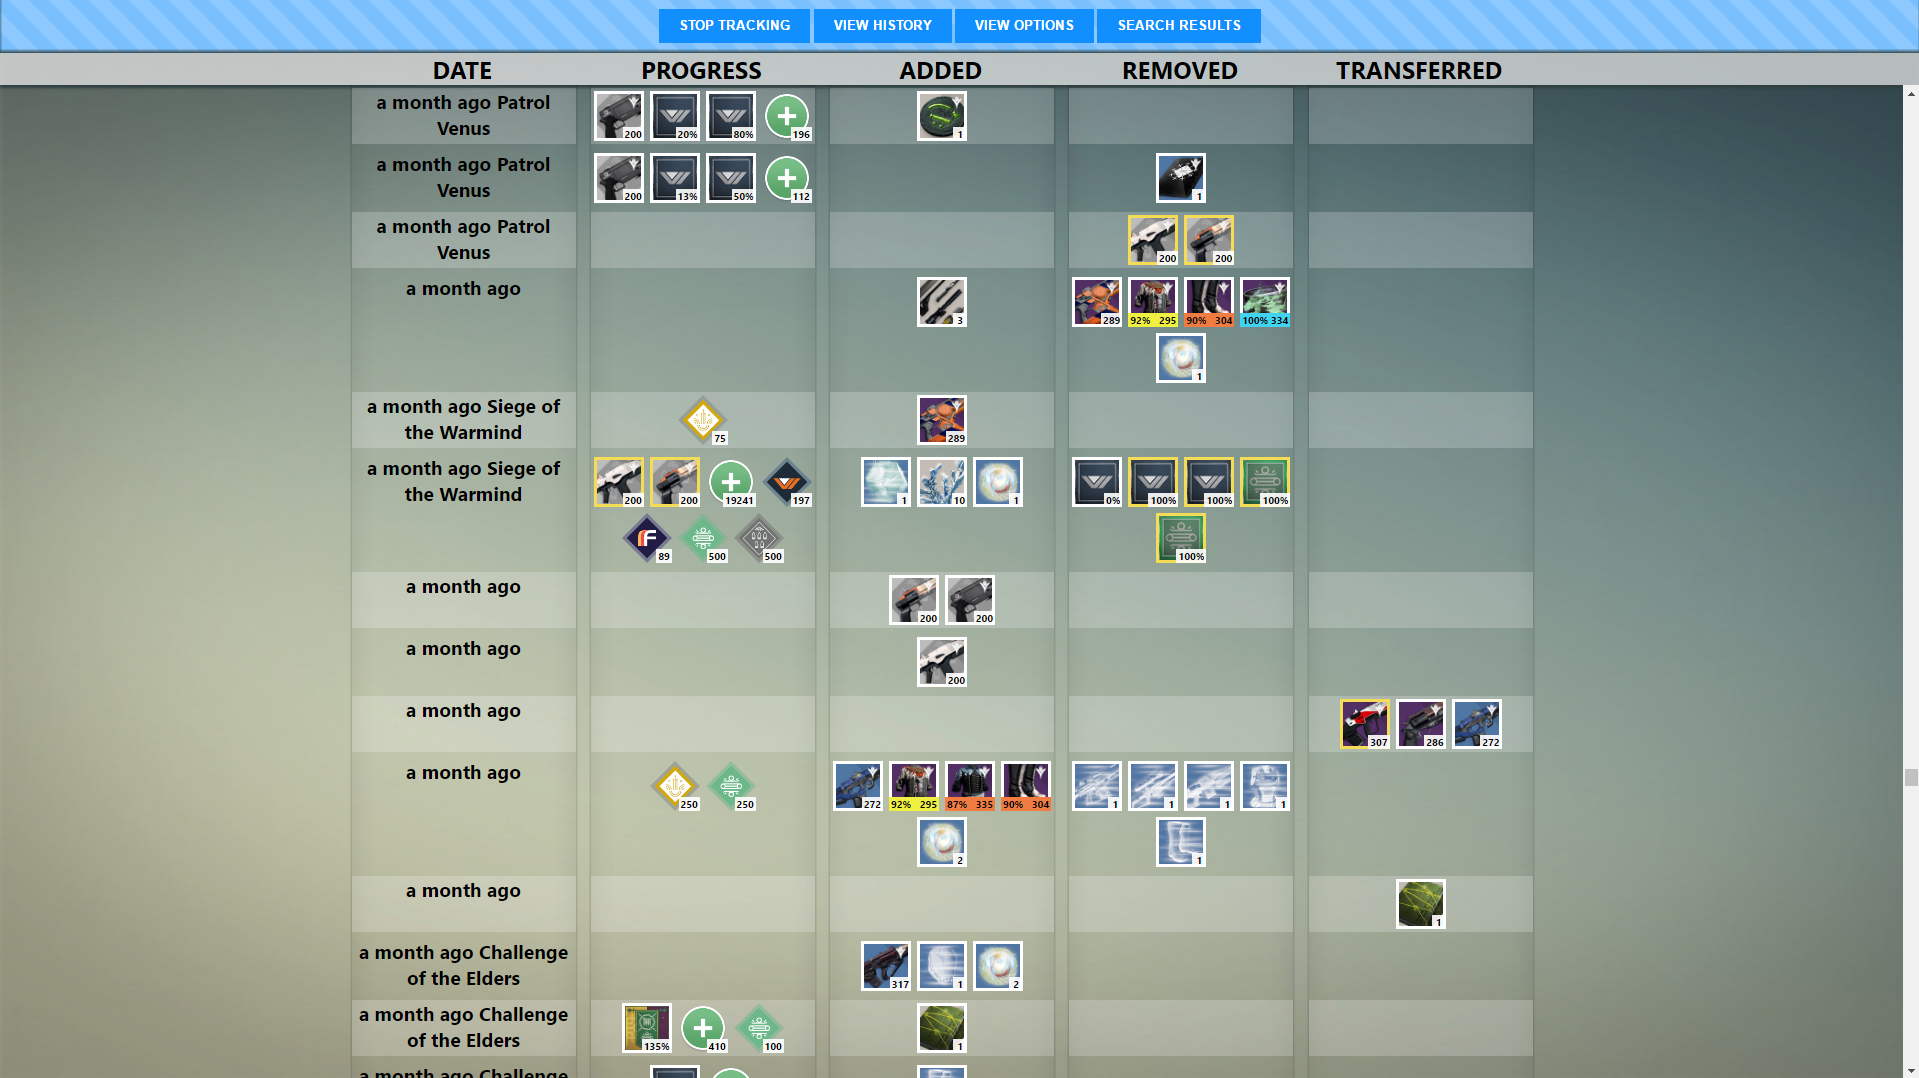 STOP TRACKING VIEW HISTORY VIEW OPTIONS SEARCH RESULTS
DATE PROGRESS ADDED REMOVED TRANSFERRED
a month ago Patrol
Venus
200 20% 80% 196 1
a month ago Patrol
Venus
200 13% 50% 112 1
a month ago Patrol
Venus
200 200
a month ago
3 289 92% 295 90% 304 100% 334
1
a month ago Siege of
the Warmind
75 289
a month ago Siege of
the Warmind
200 200 19241 197 1 10 1 0% 100% 100% 100%
89 500 500 100%
a month ago
200 200
a month ago
200
a month ago
307 286 272
a month ago
250 250 272 92% 295 87% 335 90% 304 1 1 1 1
2 1
a month ago
1
a month ago Challenge
of the Elders
317 1 2
a month ago Challenge
of the Elders
135% 410 100 1
a month ago Challenge